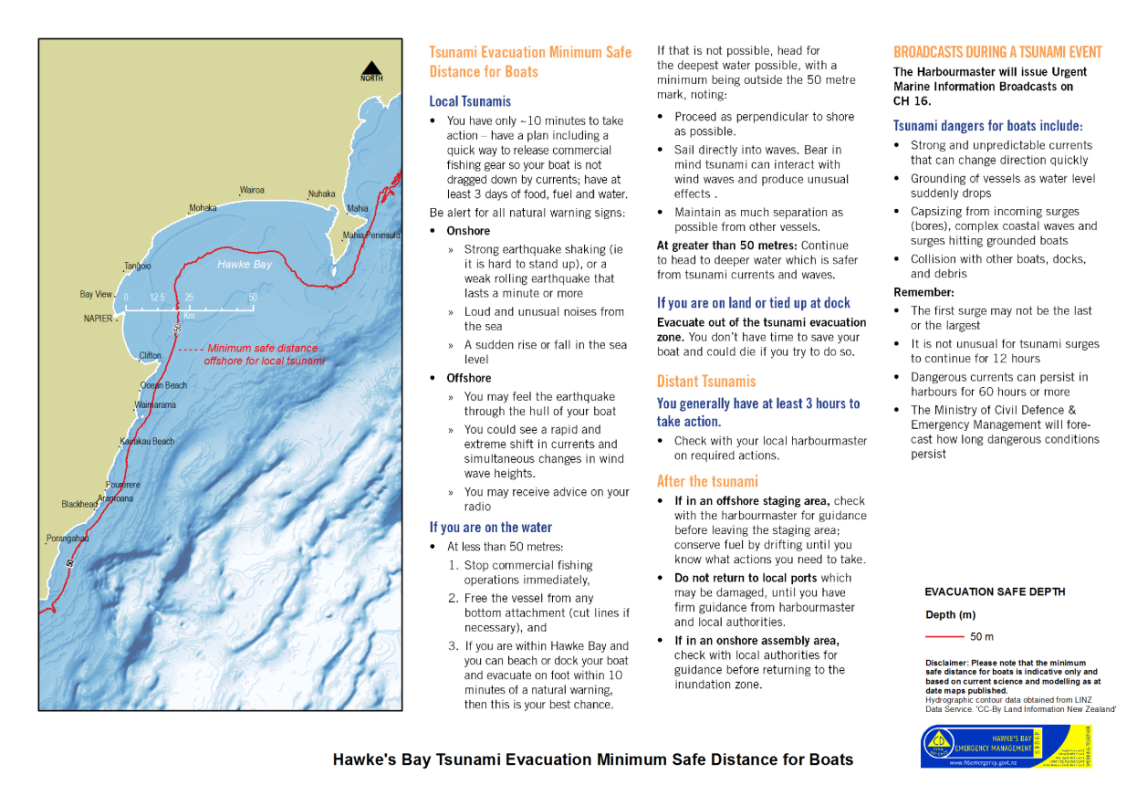 NORTH
Wairoa
Nuhaka
Mohaka
Mahia
Mahia Peninsula
Tangoio
Hawke Bay
Bay View
0 12.5 25 50
Km
NAPIER
50
Minimum safe distance
offshore for local tsunami
Clifton
Ocean Beach
Waimarama
Kairakau Beach
Pourerere
Aramoana
Blackhead
Porangahau
50
Tsunami Evacuation Minimum Safe
Distance for Boats
Local Tsunamis
• You have only ~10 minutes to take
action – have a plan including a
quick way to release commercial
fishing gear so your boat is not
dragged down by currents; have at
least 3 days of food, fuel and water.
Be alert for all natural warning signs:
• Onshore
» Strong earthquake shaking (ie
it is hard to stand up), or a
weak rolling earthquake that
lasts a minute or more
» Loud and unusual noises from
the sea
» A sudden rise or fall in the sea
level
• Offshore
» You may feel the earthquake
through the hull of your boat
» You could see a rapid and
extreme shift in currents and
simultaneous changes in wind
wave heights.
» You may receive advice on your
radio
If you are on the water
• At less than 50 metres:
1. Stop commercial fishing
operations immediately,
2. Free the vessel from any
bottom attachment (cut lines if
necessary), and
3. If you are within Hawke Bay and
you can beach or dock your boat
and evacuate on foot within 10
minutes of a natural warning,
then this is your best chance.
If that is not possible, head for
the deepest water possible, with a
minimum being outside the 50 metre
mark, noting:
• Proceed as perpendicular to shore
as possible.
• Sail directly into waves. Bear in
mind tsunami can interact with
wind waves and produce unusual
effects .
• Maintain as much separation as
possible from other vessels.
At greater than 50 metres: Continue
to head to deeper water which is safer
from tsunami currents and waves.
If you are on land or tied up at dock
Evacuate out of the tsunami evacuation
zone. You don't have time to save your
boat and could die if you try to do so.
Distant Tsunamis
You generally have at least 3 hours to
take action.
• Check with your local harbourmaster
on required actions.
After the tsunami
• If in an offshore staging area, check
with the harbourmaster for guidance
before leaving the staging area;
conserve fuel by drifting until you
know what actions you need to take.
• Do not return to local ports which
may be damaged, until you have
firm guidance from harbourmaster
and local authorities.
• If in an onshore assembly area,
check with local authorities for
guidance before returning to the
inundation zone.
BROADCASTS DURING A TSUNAMI EVENT
The Harbourmaster will issue Urgent
Marine Information Broadcasts on
CH 16.
Tsunami dangers for boats include:
• Strong and unpredictable currents
that can change direction quickly
• Grounding of vessels as water level
suddenly drops
• Capsizing from incoming surges
(bores), complex coastal waves and
surges hitting grounded boats
• Collision with other boats, docks,
and debris
Remember:
• The first surge may not be the last
or the largest
• It is not unusual for tsunami surges
to continue for 12 hours
• Dangerous currents can persist in
harbours for 60 hours or more
• The Ministry of Civil Defence &
Emergency Management will fore-
cast how long dangerous conditions
persist
EVACUATION SAFE DEPTH
Depth (m)
50 m
Disclaimer: Please note that the minimum
safe distance for boats is indicative only and
based on current science and modelling as at
date maps published.
Hydrographic contour data obtained from LINZ
Data Service. 'CC-By Land Information New Zealand'
CD
HAWKE'S BAY
EMERGENCY MANAGEMENT
GROUP
www.hbemergency.govt.nz
Hawke's Bay Tsunami Evacuation Minimum Safe Distance for Boats